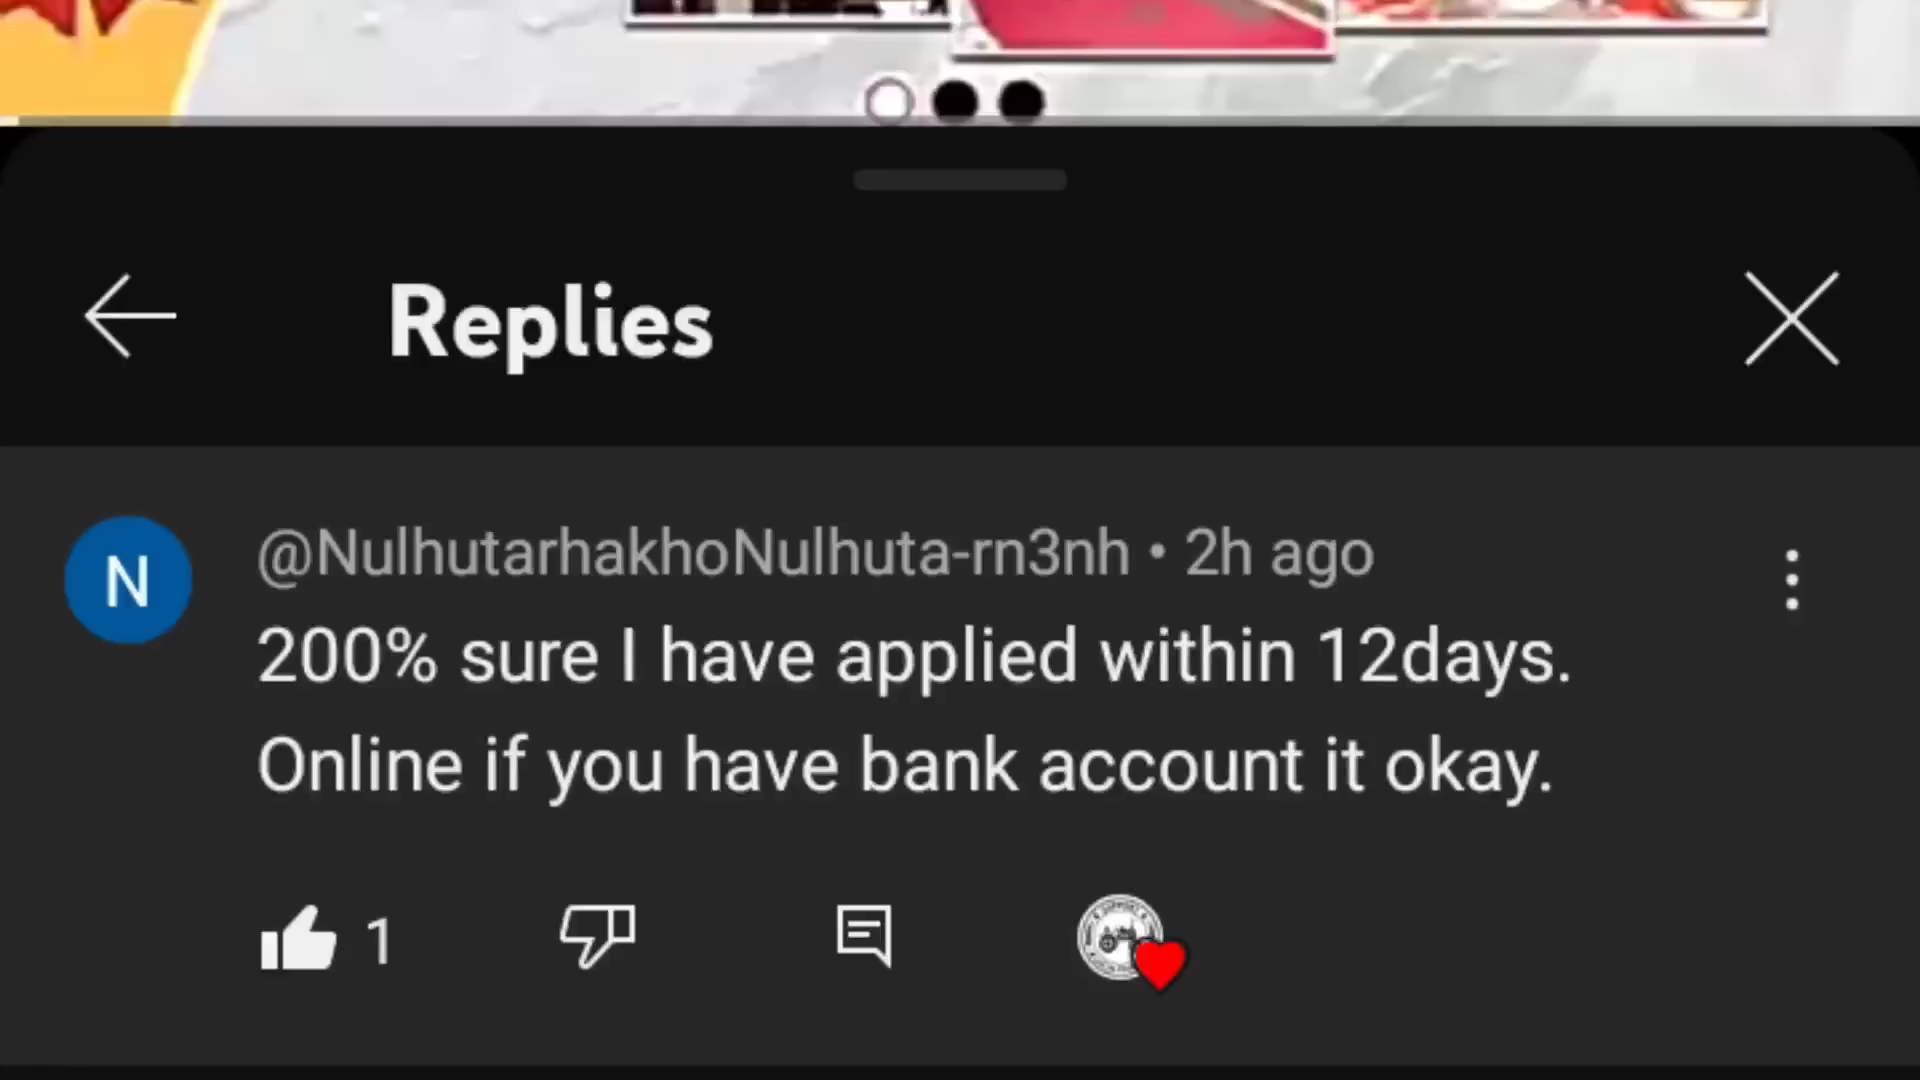 Replies
N
@NulhutarhakhoNulhuta-rn3nh • 2h ago
200% sure I have applied within 12days.
Online if you have bank account it okay.
1